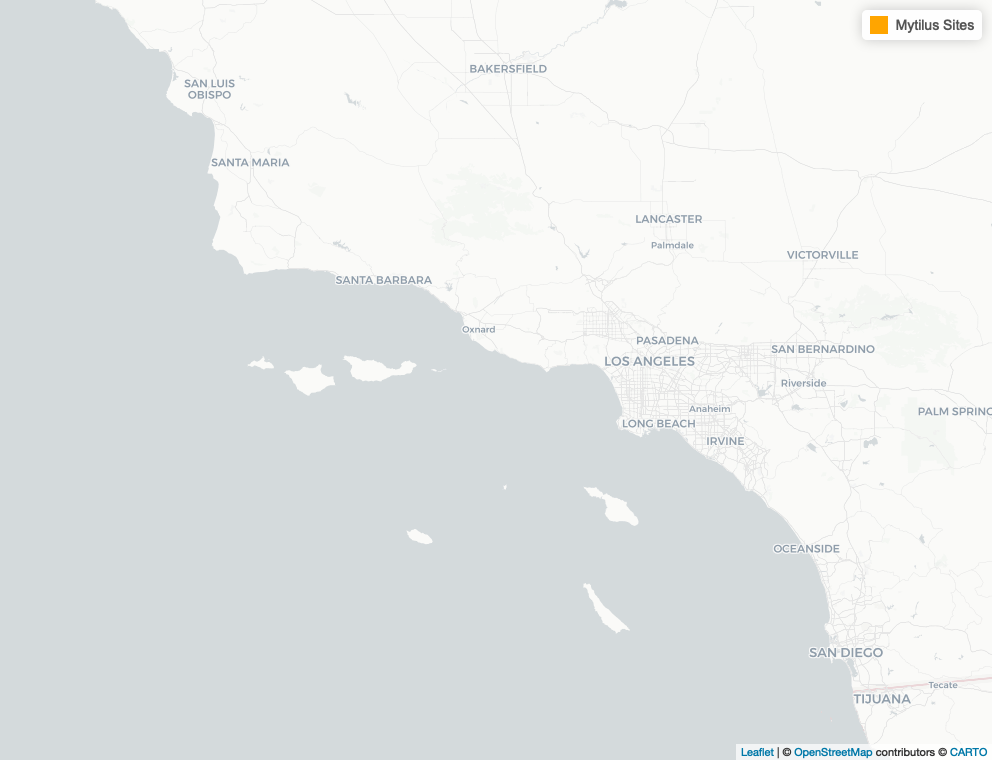 Mytilus Sites
BAKERSFIELD
SAN LUIS
OBISPO
SANTA MARIA
LANCASTER
Palmdale
VICTORVILLE
SANTA BARBARA
Oxnard
PASADENA
SAN BERNARDINO
LOS ANGELES
Riverside
Anaheim
PALM SPRINC
LONG BEACH
IRVINE
OCEANSIDE
SAN DIEGO
Tecate
TIJUANA
Leaflet | © OpenStreetMap contributors © CARTO